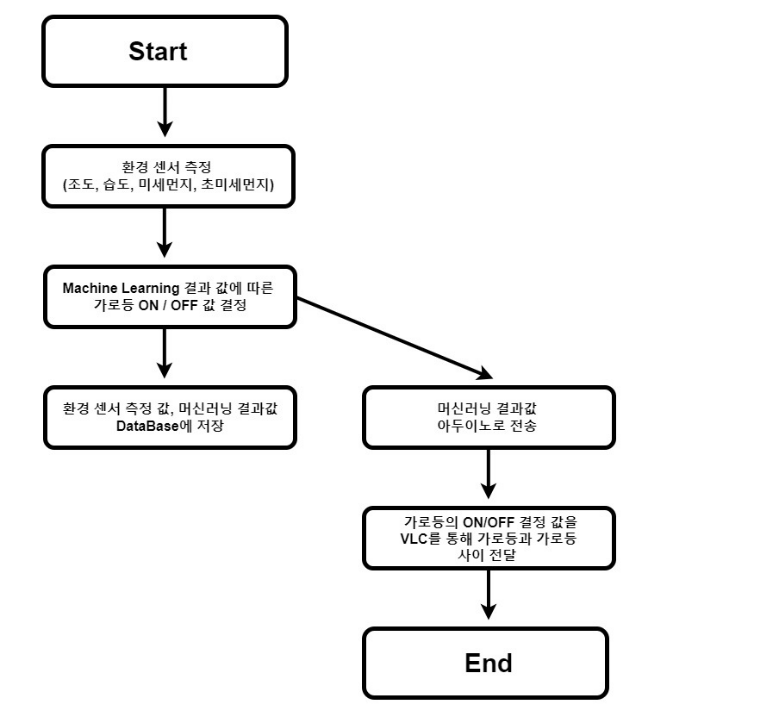 Start
환경 센서 측정
(조도, 습도, 미세먼지, 초미세먼지)
Machine Learning 결과 값에 따른
가로등 ON / OFF 값 결정
환경 센서 측정 값, 머신러닝 결과값
DataBase에 저장
머신러닝 결과값
아두이노로 전송
가로등의 ON/OFF 결정 값을
VLC를 통해 가로등과 가로등
사이 전달
End